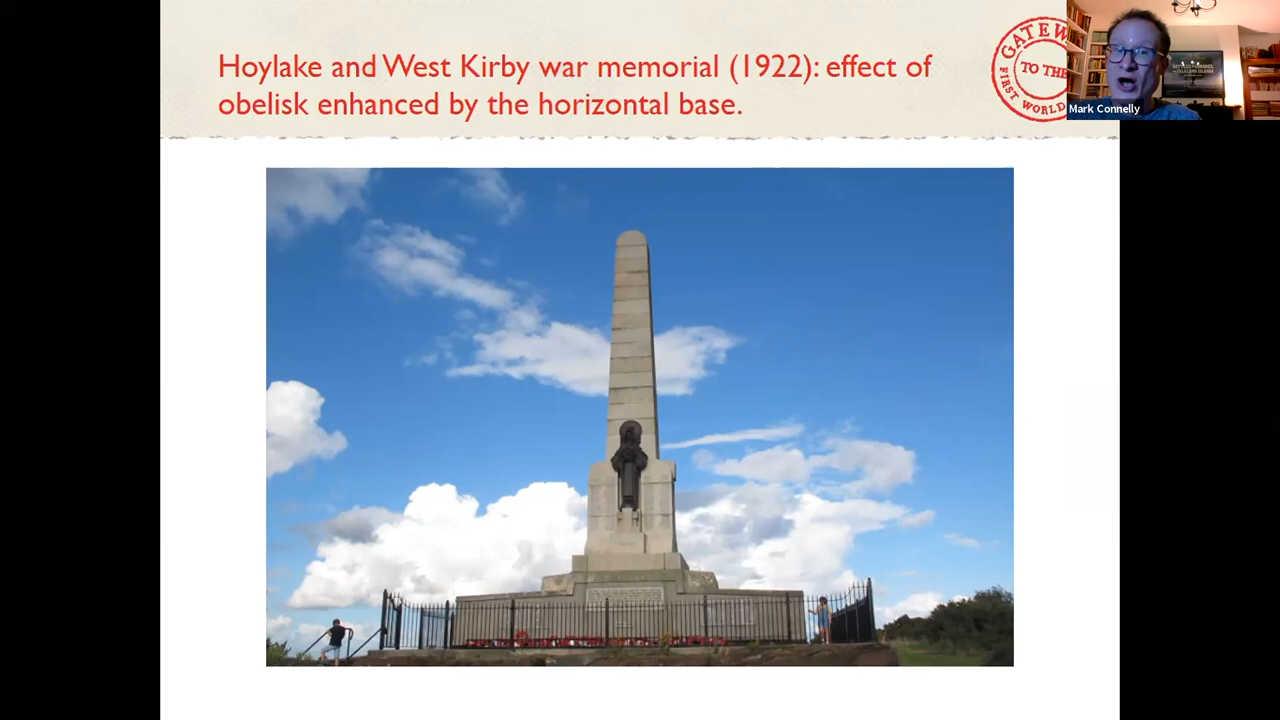 Hoylake and West Kirby war memorial (1922): effect of
obelisk enhanced by the horizontal base.
GATEW
TO THE
FIRST WORLD
Mark Connelly